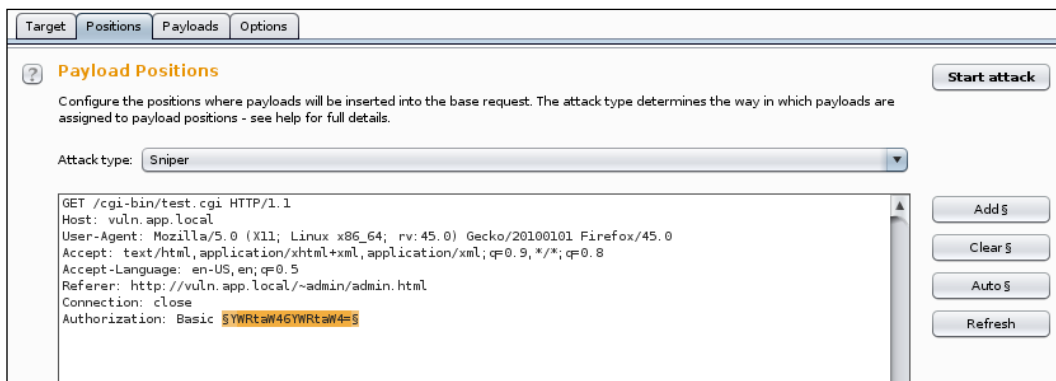 Target Positions Payloads Options
? Payload Positions
Start attack
Configure the positions where payloads will be inserted into the base request. The attack type determines the way in which payloads are
assigned to payload positions - see help for full details.
Attack type: Sniper
GET /cgi-bin/test.cgi HTTP/1.1
Host: vuln.app.local
User-Agent: Mozilla/5.0 (X11; Linux x86_64; rv:45.0) Gecko/20100101 Firefox/45.0
Accept: text/html,application/xhtml+xml,application/xml;q=0.9,*/*;q=0.8
Accept-Language: en-US,en;q=0.5
Referer: http://vuln.app.local/~admin/admin.html
Connection: close
Authorization: Basic §YWRtaW46YWRtaW4=§
Add §
Clear §
Auto §
Refresh